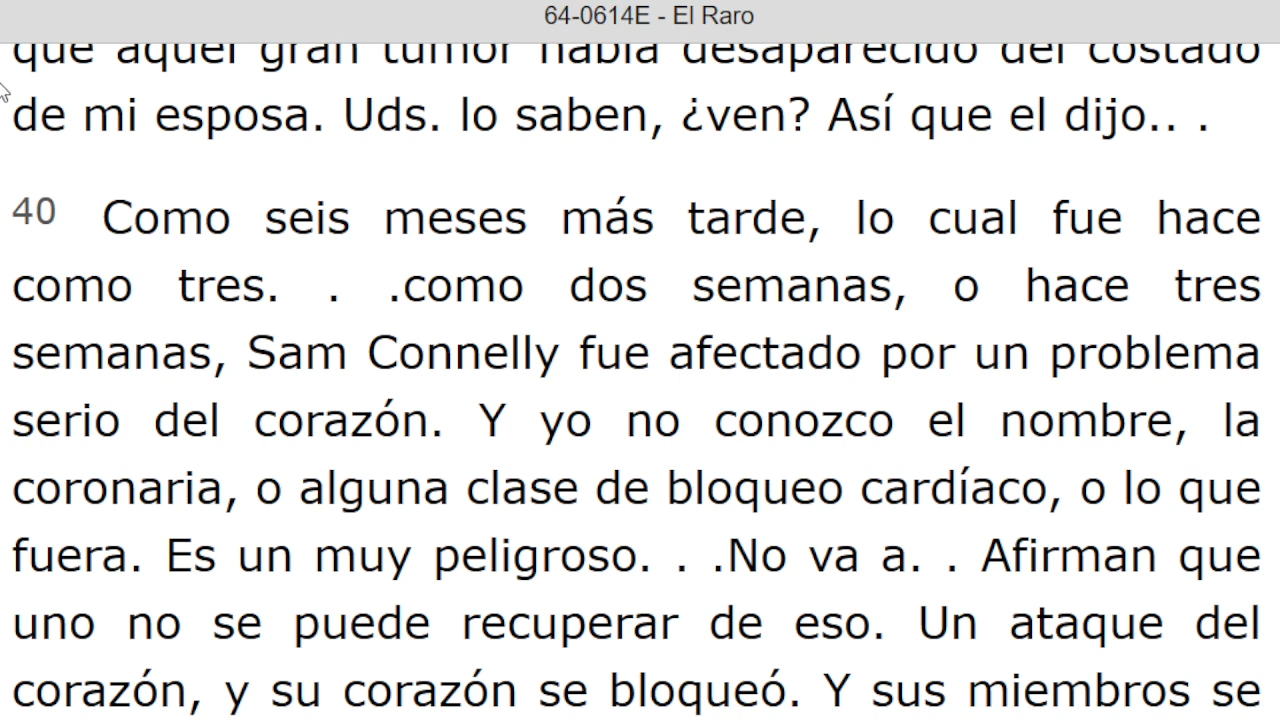 64-0614E - El Raro
que aquel gran tumor había desaparecido del costado
de mi esposa. Uds. lo saben, ¿ven? Así que el dijo.. .
40 Como seis meses más tarde, lo cual fue hace
como tres. . .como dos semanas, o hace tres
semanas, Sam Connelly fue afectado por un problema
serio del corazón. Y yo no conozco el nombre, la
coronaria, o alguna clase de bloqueo cardíaco, o lo que
fuera. Es un muy peligroso. . .No va a. . Afirman que
uno no se puede recuperar de eso. Un ataque del
corazón, y su corazón se bloqueó. Y sus miembros se